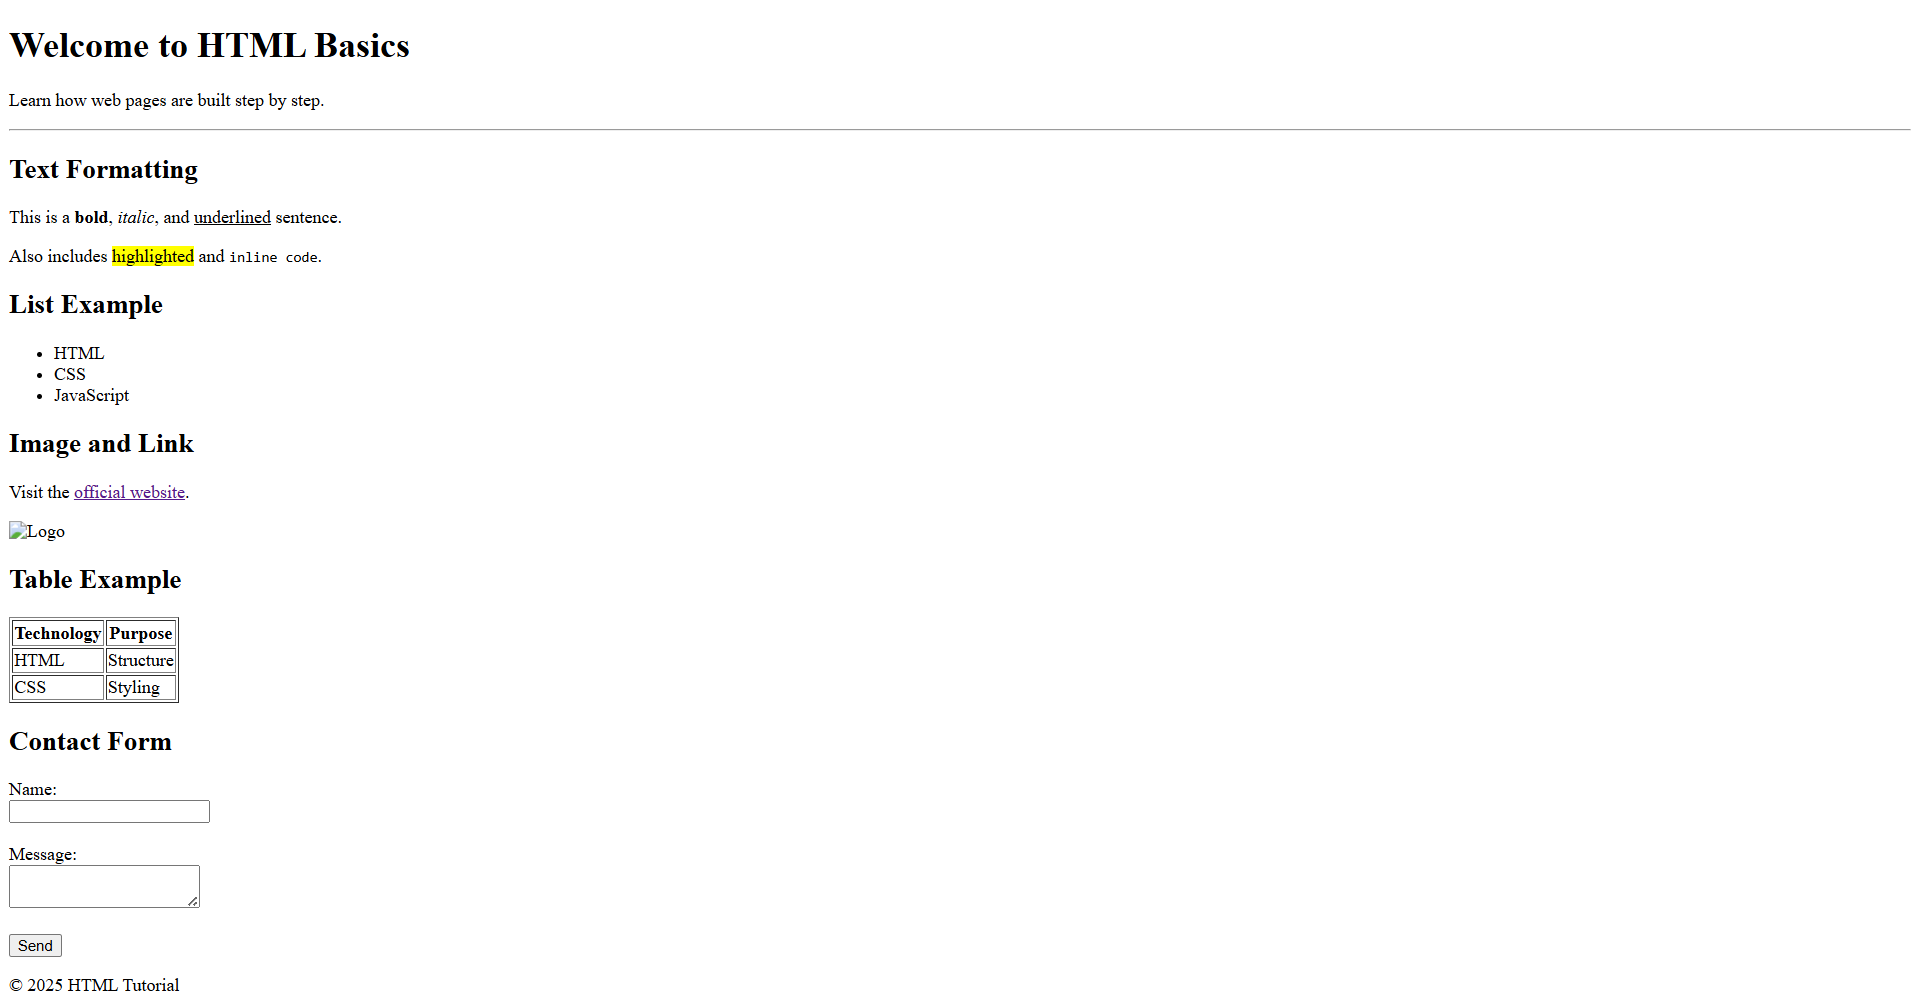 Welcome to HTML Basics
Learn how web pages are built step by step.
Text Formatting
This is a bold, italic, and underlined sentence.
Also includes highlighted and inline code.
List Example
• HTML
• CSS
• JavaScript
Image and Link
Visit the official website.
Logo
Table Example
Technology Purpose
HTML Structure
CSS Styling
Contact Form
Name:
Message:
Send
© 2025 HTML Tutorial